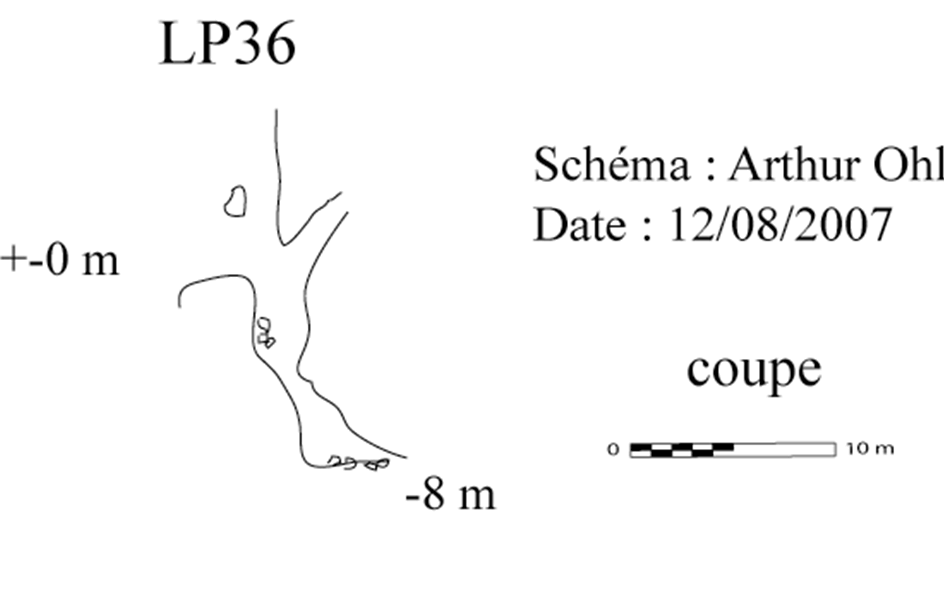 LP36
Schéma : Arthur Ohl
Date : 12/08/2007
+-0 m
coupe
0 10 m
-8 m